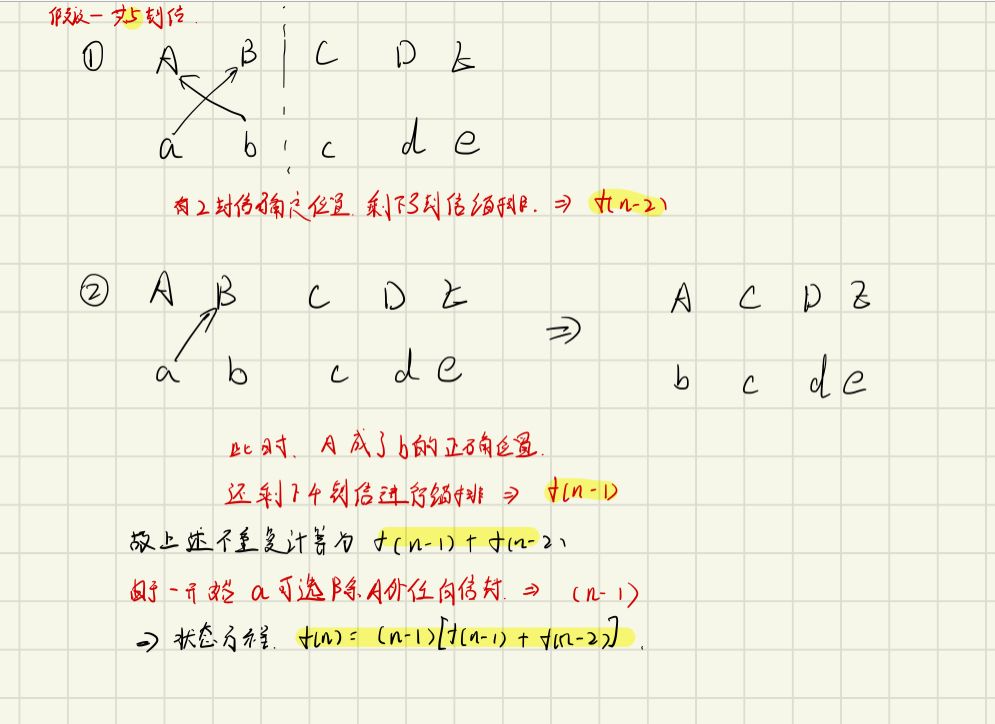 假设一共5封信.
① A B C D E
a b c d e
有2封信确定位置. 剩下3封信错排. ⇒ f(n-2)
② A B C D E ⇒ A C D E
a b c d e b c d e
此时、A成了b的正确位置.
还剩下4封信进行错排 ⇒ f(n-1)
故上述不重复计算为 f(n-1) + f(n-2)
由于一开始 a可选除A外任何信封. ⇒ (n-1)
⇒ 状态方程. f(n) = (n-1)[f(n-1) + f(n-2)].